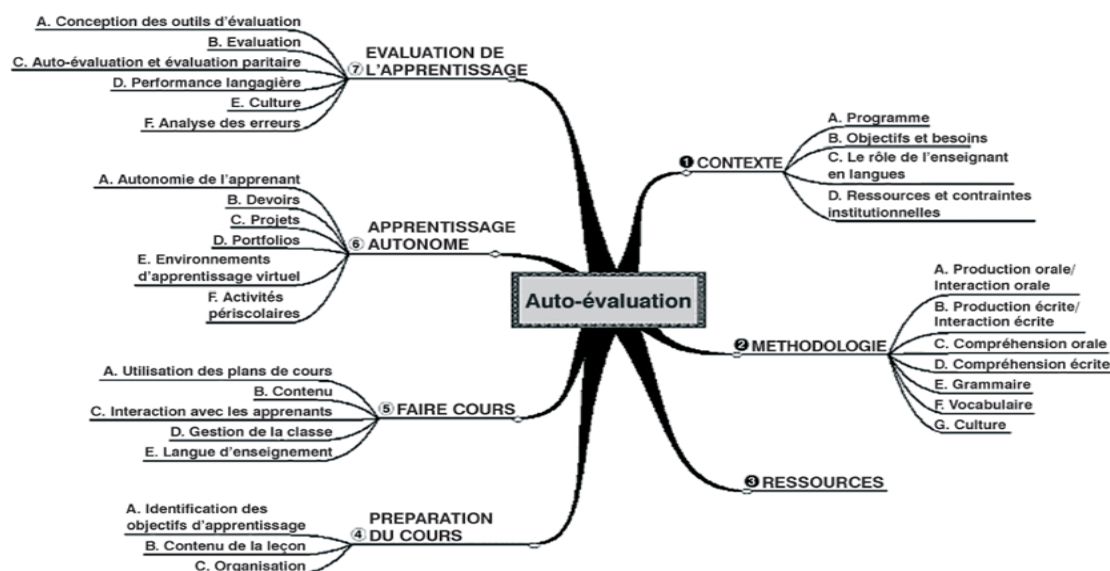 Auto-évaluation
❶ CONTEXTE
A. Programme
B. Objectifs et besoins
C. Le rôle de l'enseignant
en langues
D. Ressources et contraintes
institutionnelles
❷ METHODOLOGIE
A. Production orale/
Interaction orale
B. Production écrite/
Interaction écrite
C. Compréhension orale
D. Compréhension écrite
E. Grammaire
F. Vocabulaire
G. Culture
❸ RESSOURCES
PREPARATION
④ DU COURS
A. Identification des
objectifs d'apprentissage
B. Contenu de la leçon
C. Organisation
⑤ FAIRE COURS
A. Utilisation des plans de cours
B. Contenu
C. Interaction avec les apprenants
D. Gestion de la classe
E. Langue d'enseignement
APPRENTISSAGE
⑥ AUTONOME
A. Autonomie de l'apprenant
B. Devoirs
C. Projets
D. Portfolios
E. Environnements
d'apprentissage virtuel
F. Activités
périscolaires
EVALUATION DE
⑦ L'APPRENTISSAGE
A. Conception des outils d'évaluation
B. Evaluation
C. Auto-évaluation et évaluation paritaire
D. Performance langagière
E. Culture
F. Analyse des erreurs